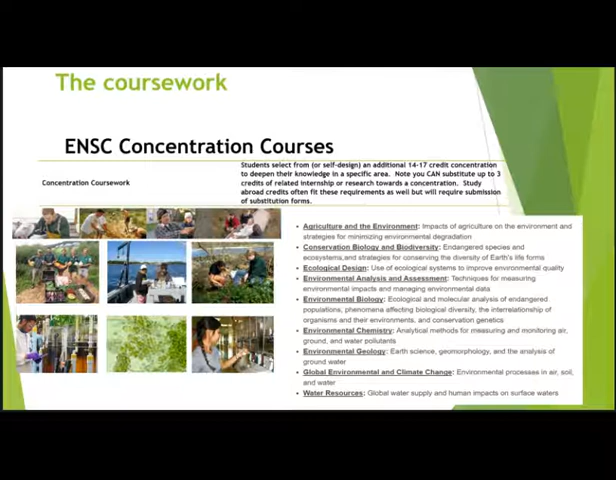 The coursework
ENSC Concentration Courses
Concentration Coursework
Students select from (or self-design) an additional 14-17 credit concentration
to deepen their knowledge in a specific area. Note you CAN substitute up to 3
credits of related internship or research towards a concentration. Study
abroad credits often fit these requirements as well but will require submission
of substitution forms.
Agriculture and the Environment: Impacts of agriculture on the environment and
strategies for minimizing environmental degradation
Conservation Biology and Biodiversity: Endangered species and
ecosystems,and strategies for conserving the diversity of Earth's life forms
Ecological Design: Use of ecological systems to improve environmental quality
Environmental Analysis and Assessment: Techniques for measuring
environmental impacts and managing environmental data
Environmental Biology: Ecological and molecular analysis of endangered
populations, phenomena affecting biological diversity, the interrelationship of
organisms and their environments, and conservation genetics
Environmental Chemistry: Analytical methods for measuring and monitoring air,
ground, and water pollutants
Environmental Geology: Earth science, geomorphology, and the analysis of
ground water
Global Environmental and Climate Change: Environmental processes in air, soil,
and water
Water Resources: Global water supply and human impacts on surface waters